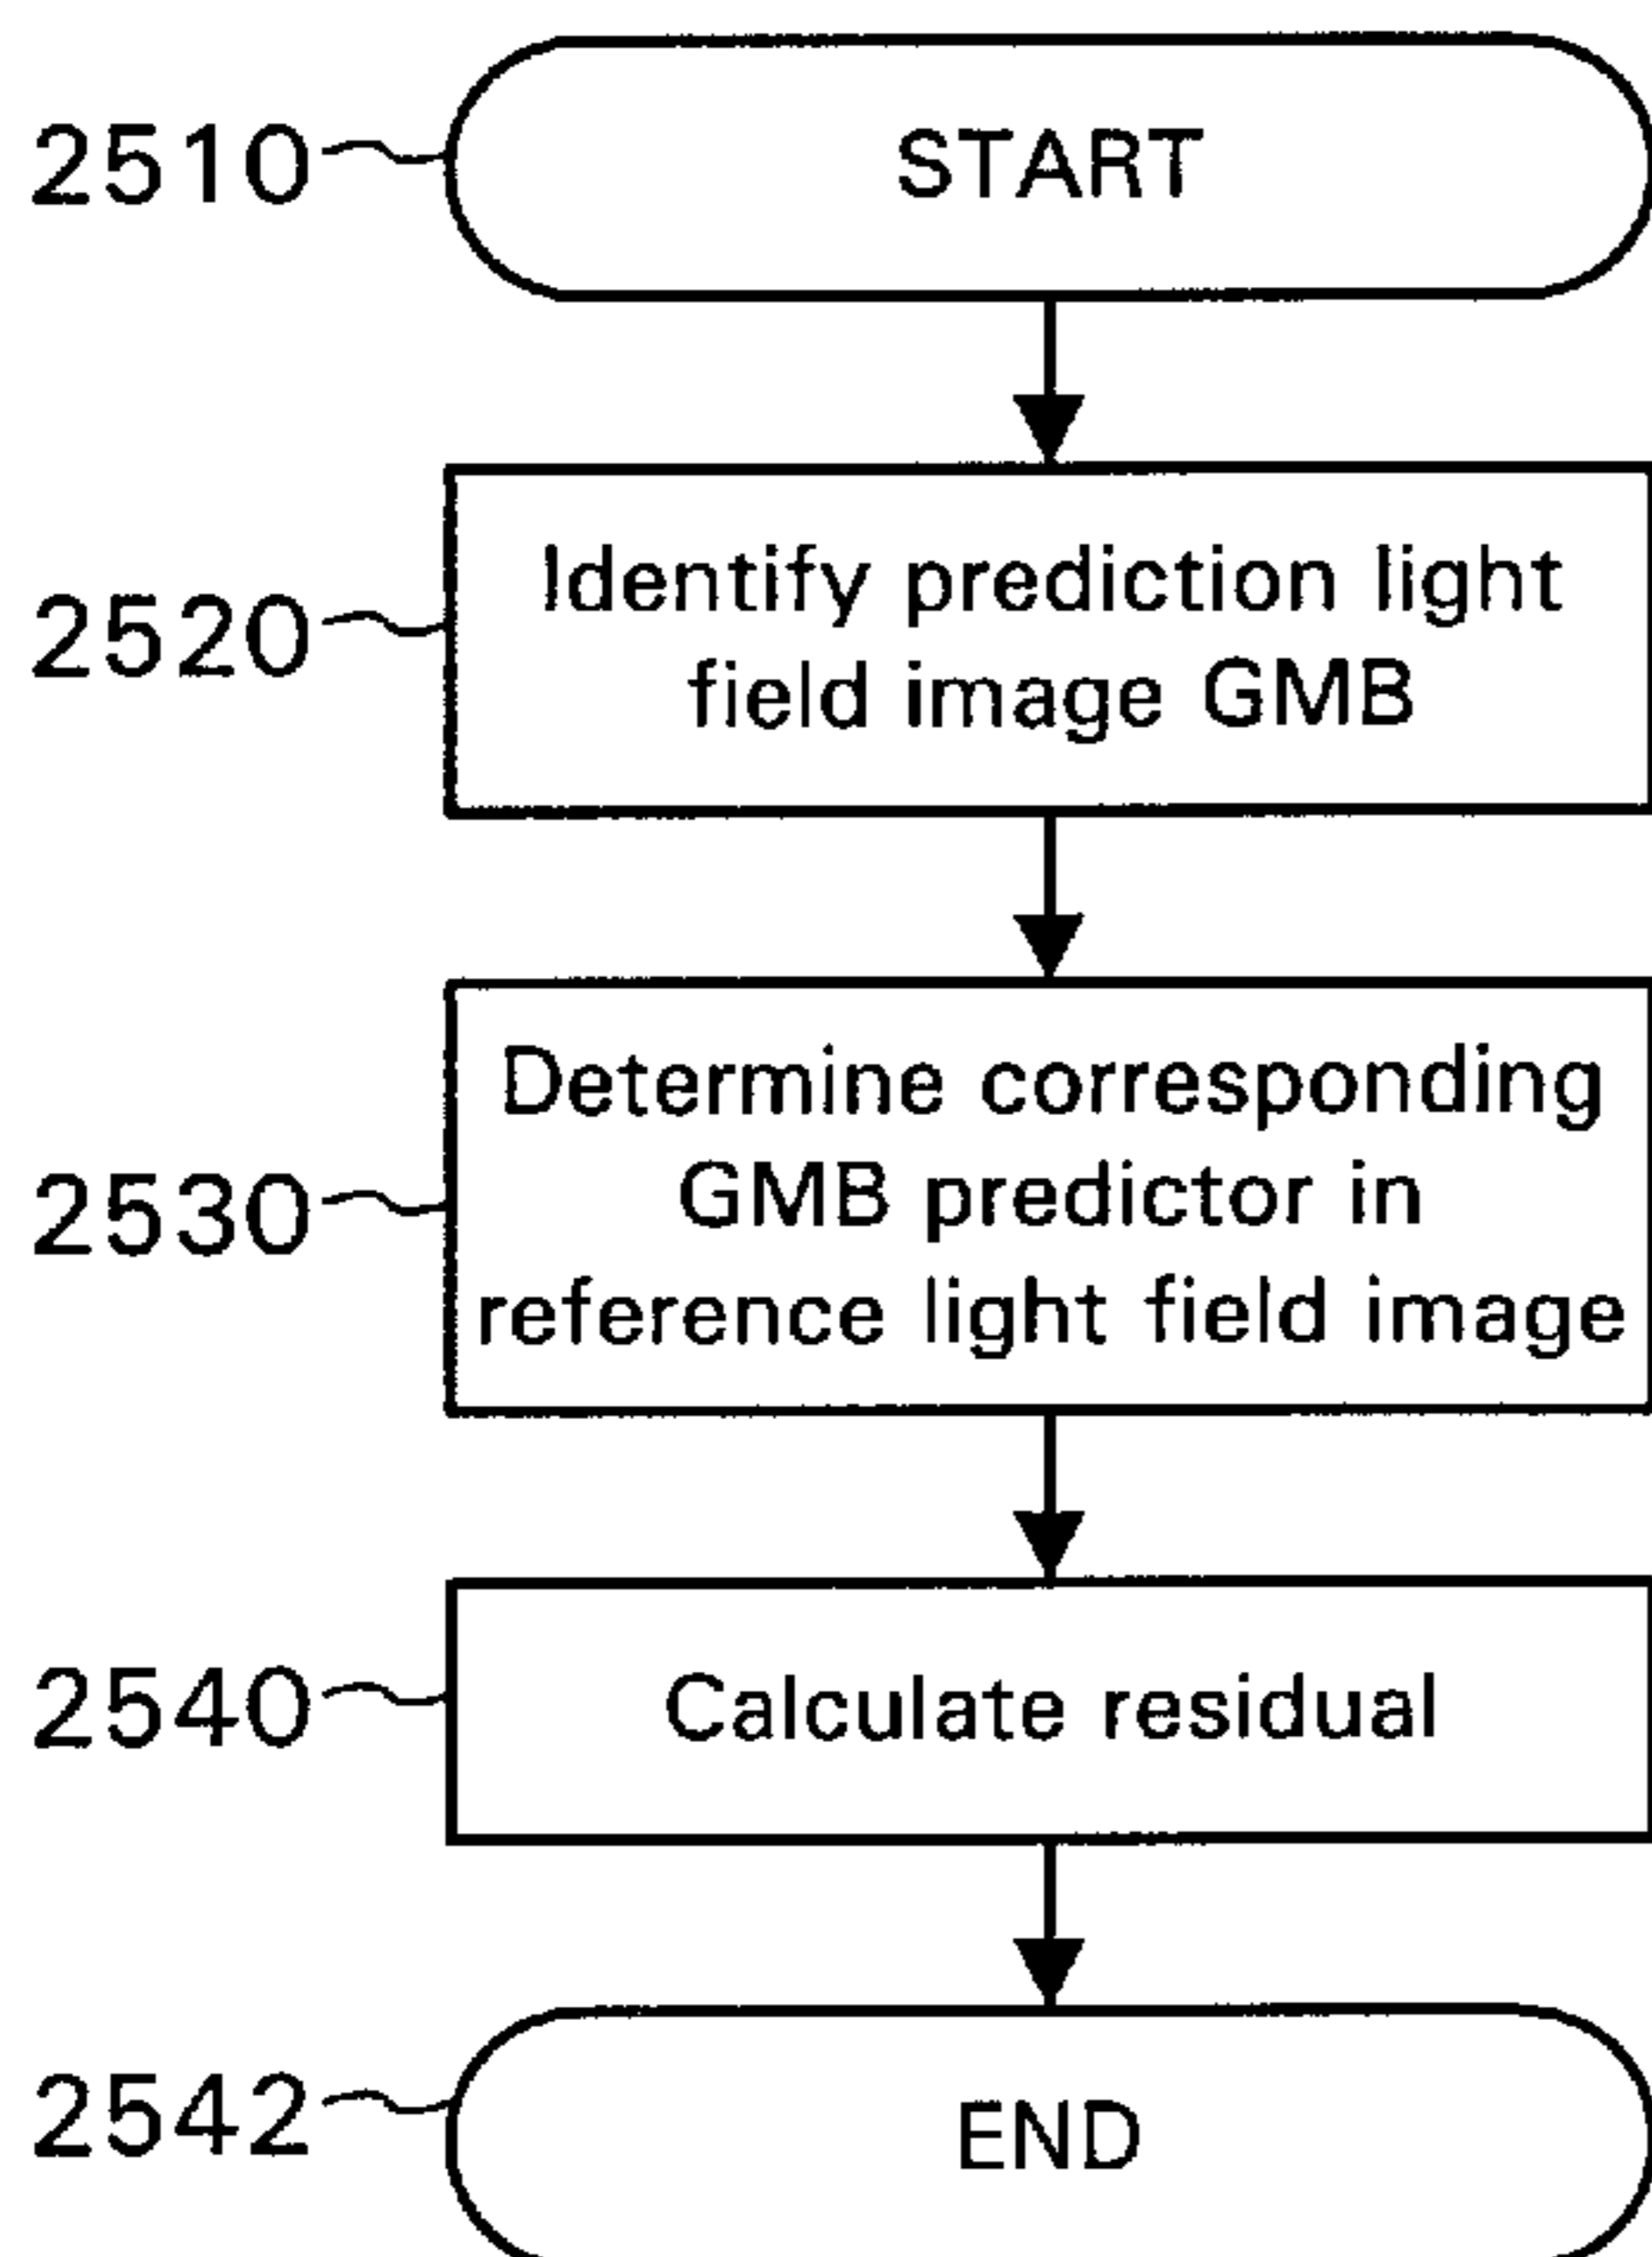 2510
START
2520
Identify prediction light
field image GMB
2530
Determine corresponding
GMB predictor in
reference light field image
2540
Calculate residual
2542
END